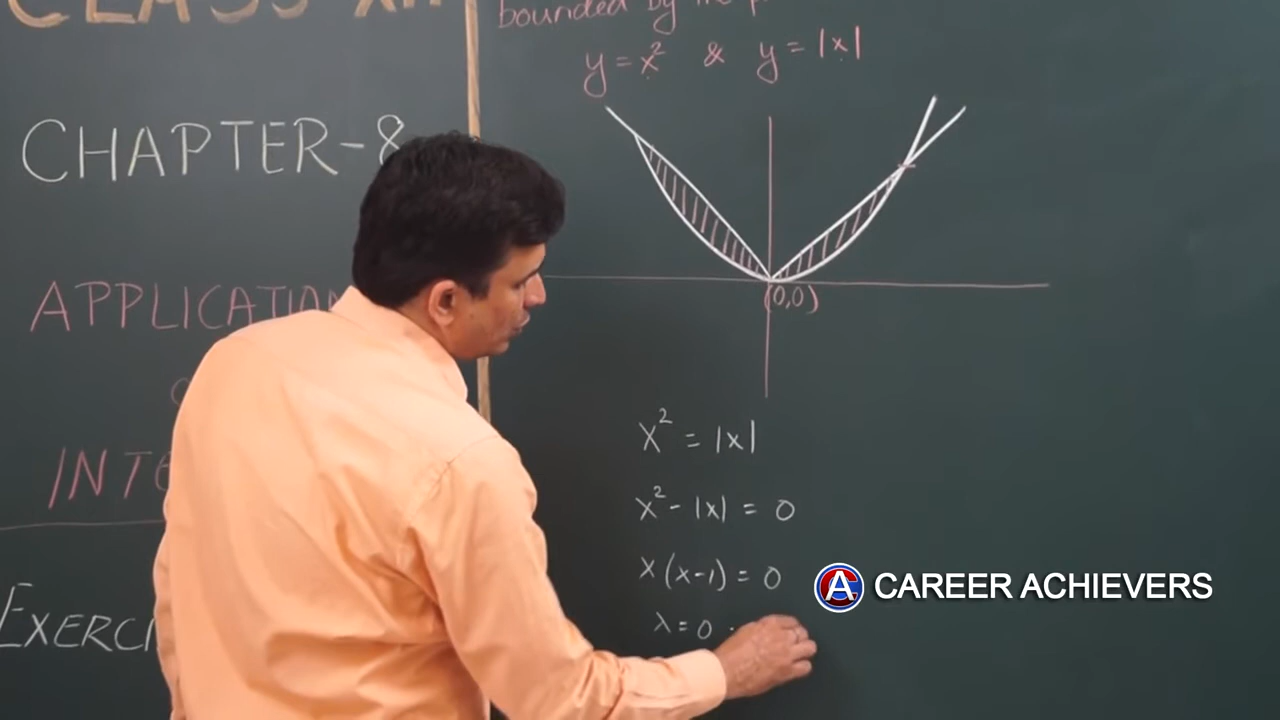 CLASS XII
CHAPTER-8
APPLICATION
INTE
EXERCI
bounded by the p
y = x² & y = |x|
(0,0)
x² = |x|
x² - |x| = 0
x(x-1) = 0
x = 0
CAREER ACHIEVERS